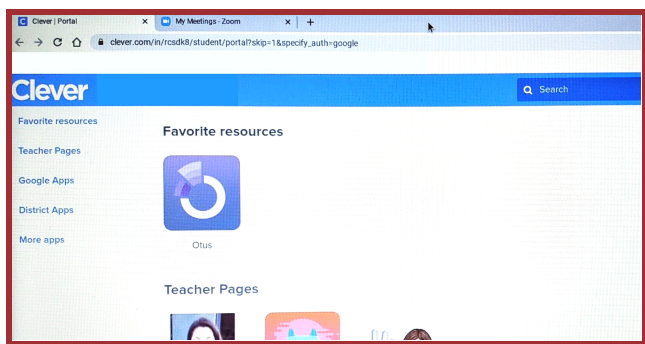 Clever | Portal
My Meetings - Zoom
clever.com/in/rcsdk8/student/portal?skip=1&specify_auth=google
Clever
Search
Favorite resources
Teacher Pages
Google Apps
District Apps
More apps
Favorite resources
Otus
Teacher Pages